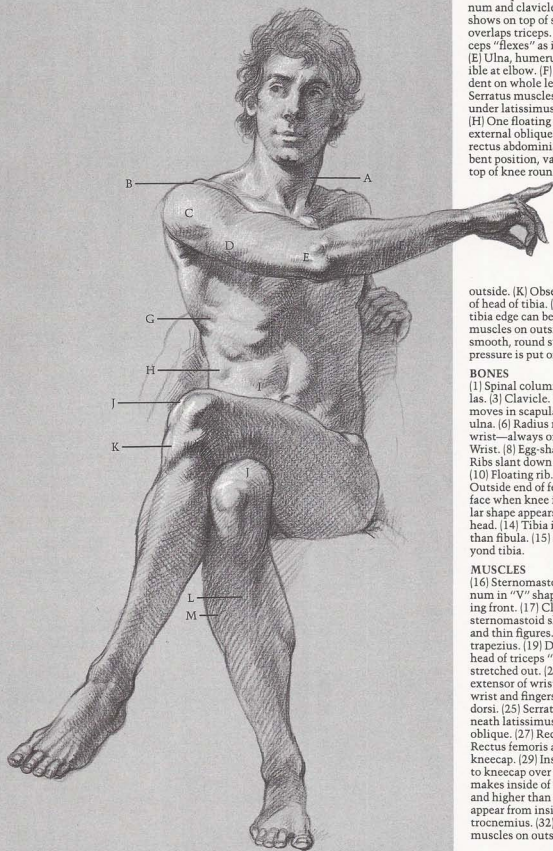 num and clavicle
shows on top of s
overlaps triceps.
ceps "flexes" as i
(E) Ulna, humeru
ible at elbow. (F)
dent on whole le
Serratus muscles
under latissimus
(H) One floating
external oblique
rectus abdomini
bent position, va
top of knee roun
A
B
C
D
E
F
G
H
I
J
K
J
L
M
outside. (K) Obse
of head of tibia. (
tibia edge can be
muscles on outs
smooth, round s
pressure is put o
BONES
(1) Spinal colum
las. (3) Clavicle.
moves in scapula
ulna. (6) Radius r
wrist—always o
Wrist. (8) Egg-sha
Ribs slant down
(10) Floating rib.
Outside end of fe
face when knee i
lar shape appears
head. (14) Tibia i
than fibula. (15)
yond tibia.
MUSCLES
(16) Sternomasto
num in "V" shap
ing front. (17) Cl
sternomastoid s
and thin figures.
trapezius. (19) D
head of triceps "
stretched out. (2
extensor of wris
wrist and fingers
dorsi. (25) Serrat
neath latissimus
oblique. (27) Rec
Rectus femoris a
kneecap. (29) Ins
to kneecap over
makes inside of
and higher than
appear from insi
trocnemius. (32)
muscles on outs